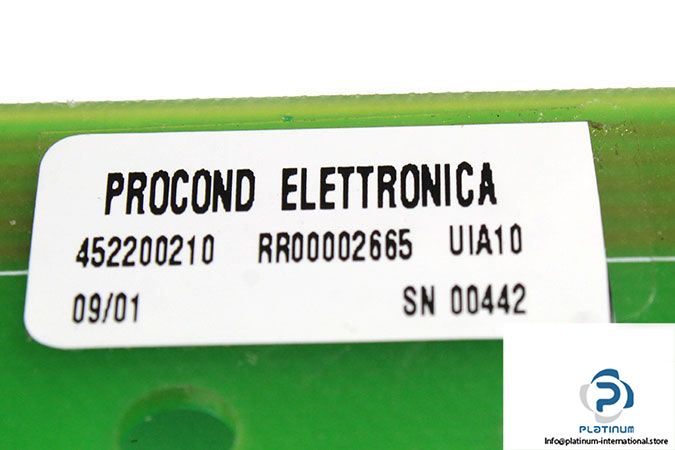 PROCOND ELETTRONICA
452200210 RR00002665 UIA10
09/01 SN 00442
PLATINUM
Info@platinum-international.store